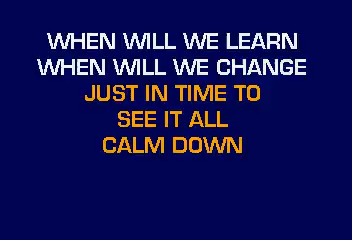 WHEN WILL WE LEARN
WHEN WILL WE CHANGE
JUST IN TIME TO
SEE IT ALL
CALM DOWN